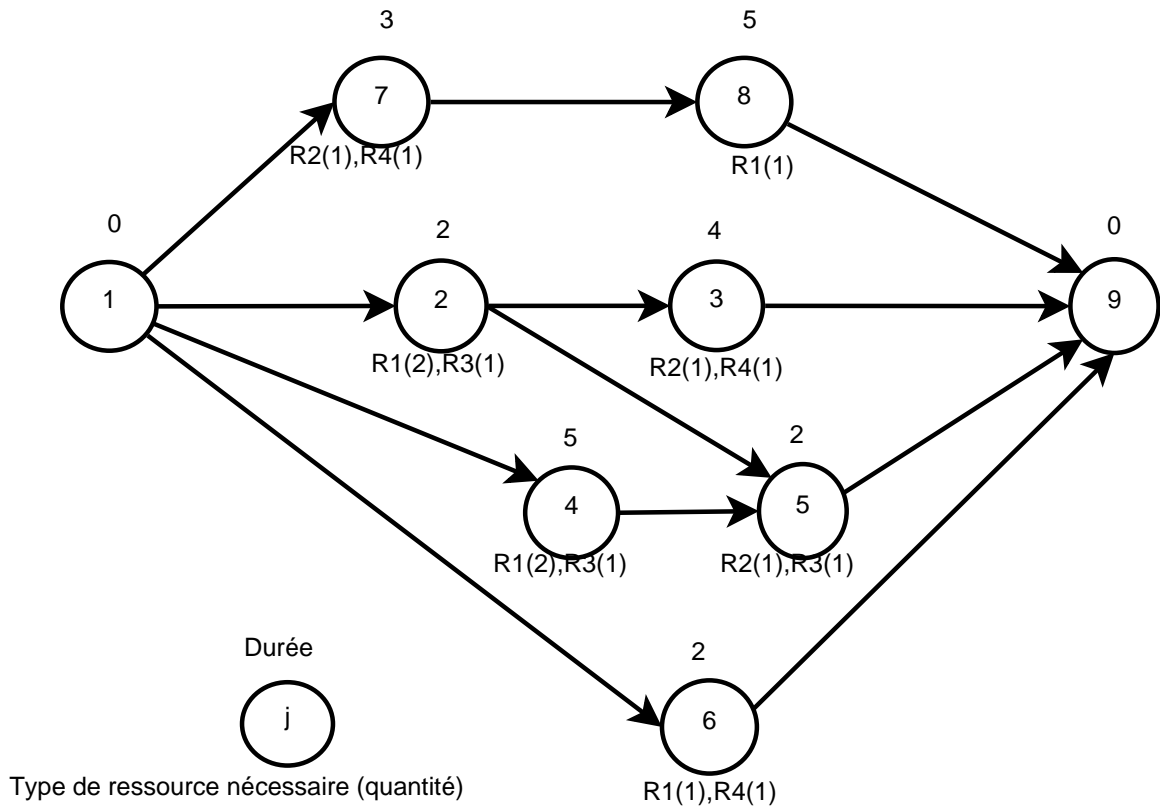 3
5
7
8
R2(1),R4(1)
R1(1)
0
2
4
0
1
2
3
9
R1(2),R3(1)
R2(1),R4(1)
5
2
4
5
R1(2),R3(1)
R2(1),R3(1)
Durée
2
j
6
Type de ressource nécessaire (quantité)
R1(1),R4(1)